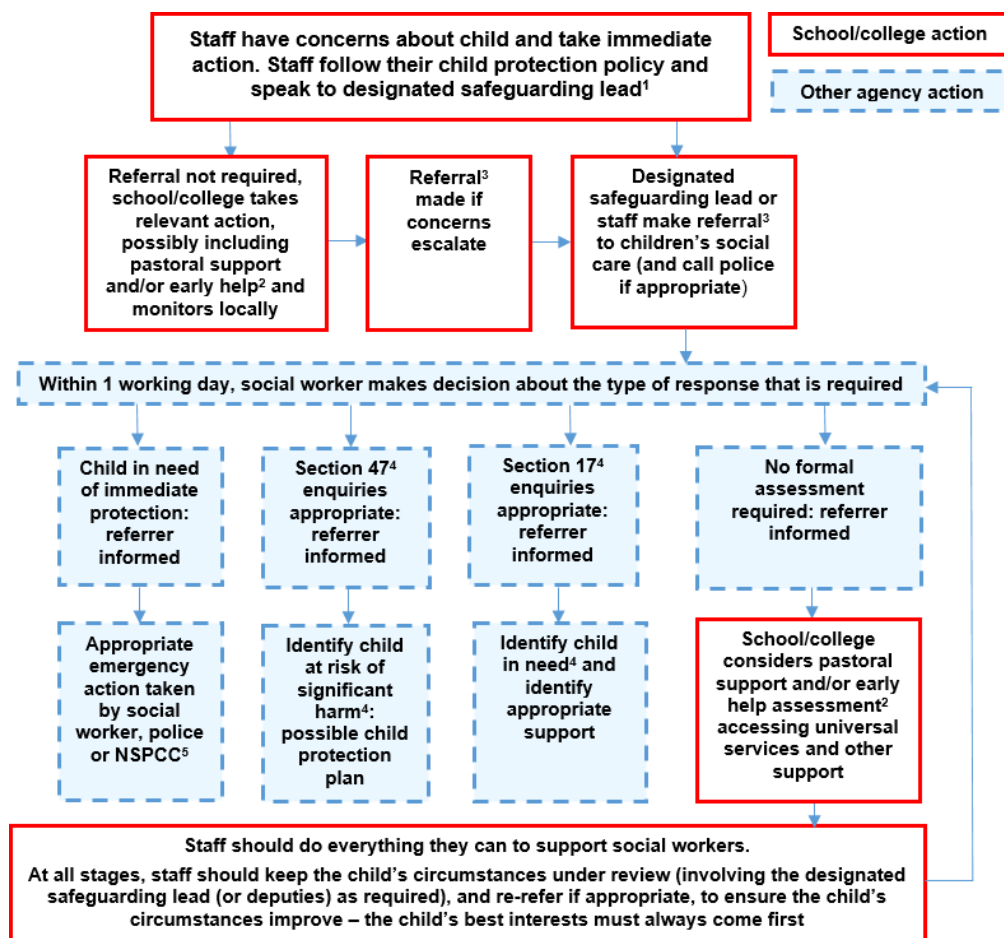 Staff have concerns about child and take immediate
action. Staff follow their child protection policy and
speak to designated safeguarding lead¹
School/college action
Other agency action
Referral not required,
school/college takes
relevant action,
possibly including
pastoral support
and/or early help² and
monitors locally
Referral³
made if
concerns
escalate
Designated
safeguarding lead or
staff make referral³
to children’s social
care (and call police
if appropriate)
Within 1 working day, social worker makes decision about the type of response that is required
Child in need
of immediate
protection:
referrer
informed
Section 47⁴
enquiries
appropriate:
referrer
informed
Section 17⁴
enquiries
appropriate:
referrer
informed
No formal
assessment
required: referrer
informed
Appropriate
emergency
action taken
by social
worker, police
or NSPCC⁵
Identify child
at risk of
significant
harm⁴:
possible child
protection
plan
Identify child
in need⁴ and
identify
appropriate
support
School/college
considers pastoral
support and/or early
help assessment²
accessing universal
services and other
support
Staff should do everything they can to support social workers.
At all stages, staff should keep the child’s circumstances under review (involving the designated
safeguarding lead (or deputies) as required), and re-refer if appropriate, to ensure the child’s
circumstances improve – the child’s best interests must always come first